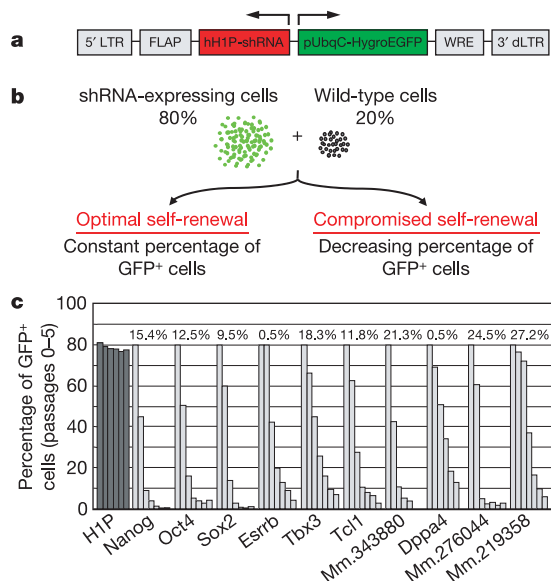 a
5′ LTR FLAP hH1P-shRNA pUbqC-HygroEGFP WRE 3′ dLTR
b
shRNA-expressing cells
80%
+
Wild-type cells
20%
Optimal self-renewal
Constant percentage of
GFP+ cells
Compromised self-renewal
Decreasing percentage of
GFP+ cells
c
Percentage of GFP+
cells (passages 0–5)
100
80
60
40
20
0
15.4% 12.5% 9.5% 0.5% 18.3% 11.8% 21.3% 0.5% 24.5% 27.2%
H1P
Nanog
Oct4
Sox2
Esrrb
Tbx3
Tcl1
Mm.343880
Dppa4
Mm.276044
Mm.219358